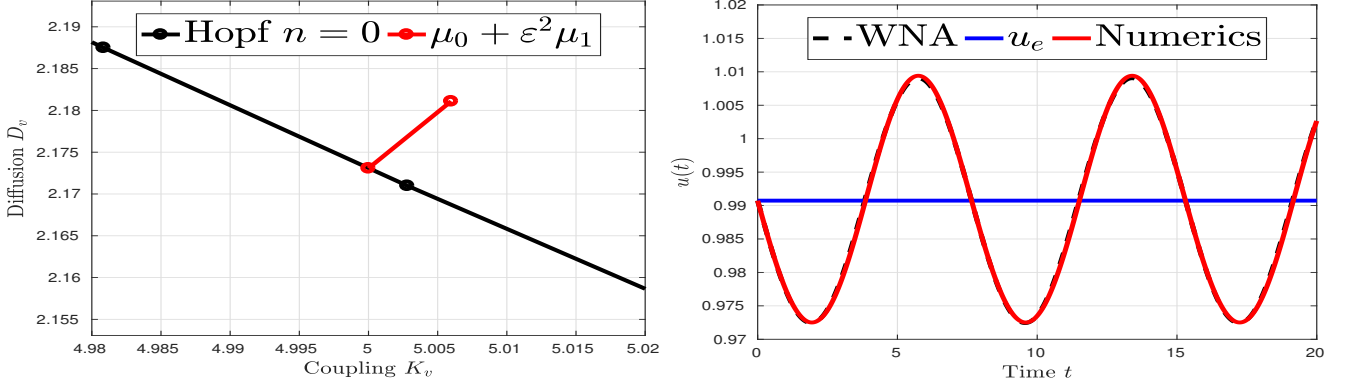 Hopf n = 0 μ₀ + ε²μ₁
Diffusion D_v
2.19
2.185
2.18
2.175
2.17
2.165
2.16
2.155
4.98 4.985 4.99 4.995 5 5.005 5.01 5.015 5.02
Coupling K_v
WNA u_e Numerics
u(t)
1.02
1.015
1.01
1.005
1
0.995
0.99
0.985
0.98
0.975
0.97
0 5 10 15 20
Time t